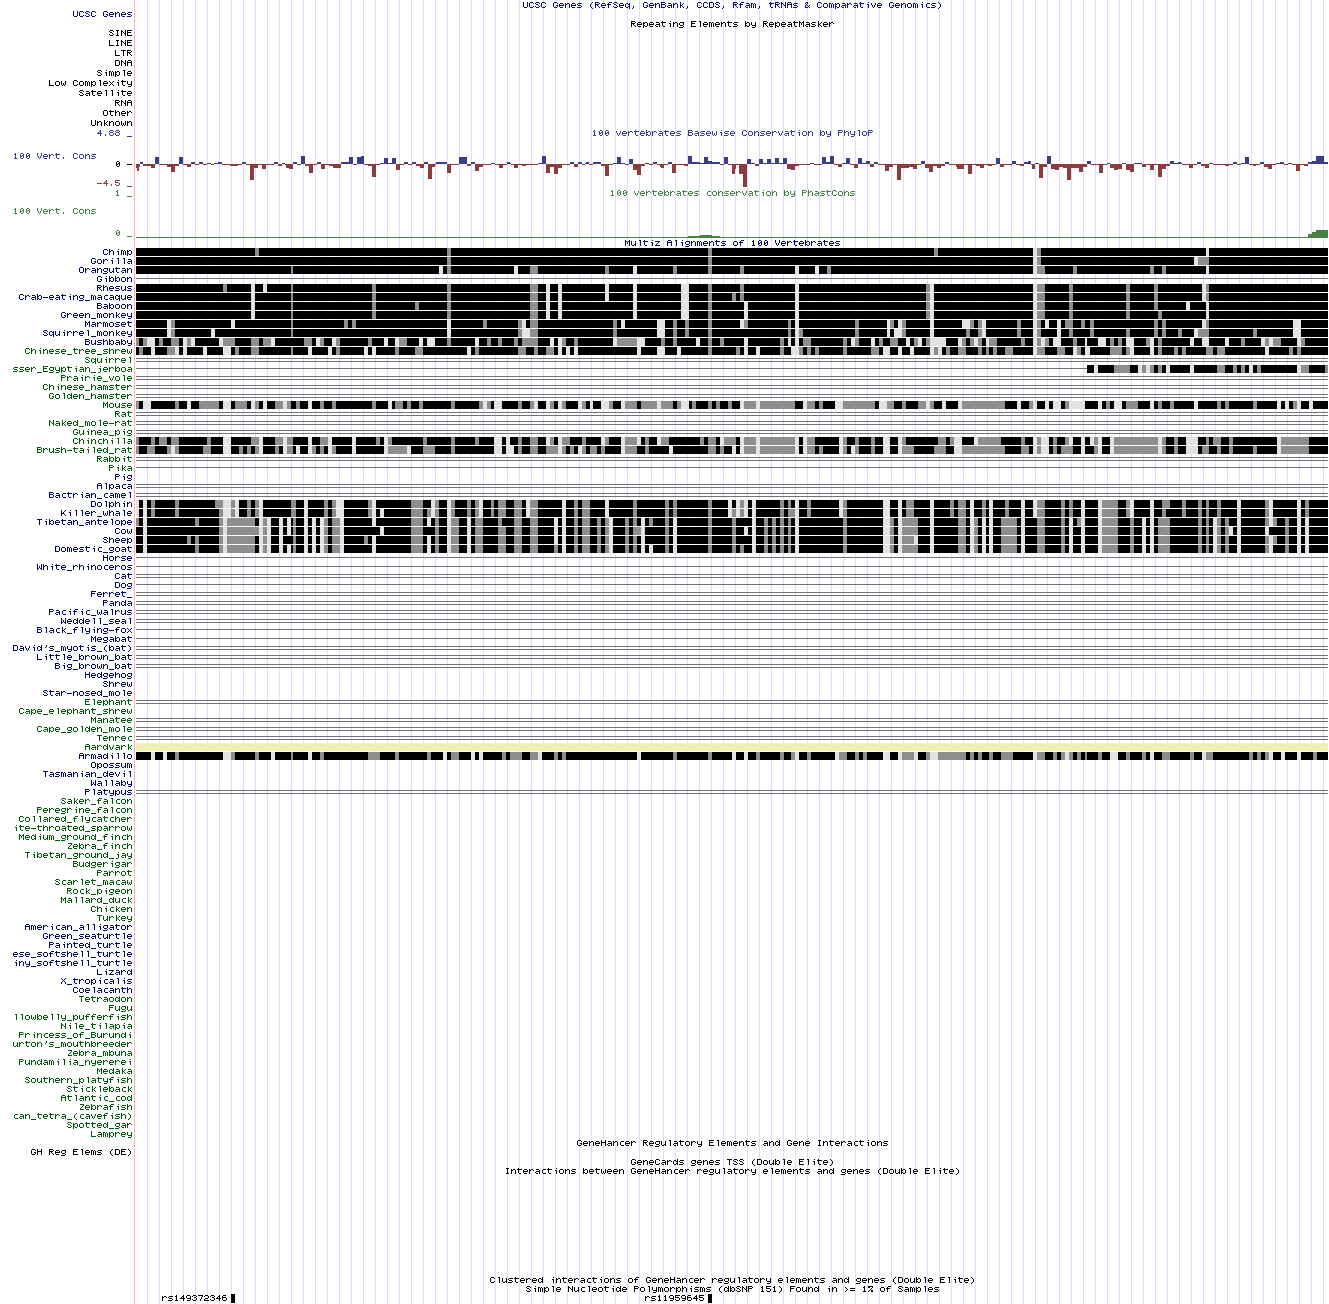 UCSC Genes (RefSeq, GenBank, CCDS, Rfam, tRNAs & Comparative Genomics)
UCSC Genes
Repeating Elements by RepeatMasker
SINE
LINE
LTR
DNA
Simple
Low Complexity
Satellite
RNA
Other
Unknown
4.88 _
100 vertebrates Basewise Conservation by PhyloP
100 Vert. Cons
0 _
-4.5 _
1 _
100 vertebrates conservation by PhastCons
100 Vert. Cons
0 _
Multiz Alignments of 100 Vertebrates
Chimp
Gorilla
Orangutan
Gibbon
Rhesus
Crab-eating_macaque
Baboon
Green_monkey
Marmoset
Squirrel_monkey
Bushbaby
Chinese_tree_shrew
Squirrel
sser_Egyptian_jerboa
Prairie_vole
Chinese_hamster
Golden_hamster
Mouse
Rat
Naked_mole-rat
Guinea_pig
Chinchilla
Brush-tailed_rat
Rabbit
Pika
Pig
Alpaca
Bactrian_camel
Dolphin
Killer_whale
Tibetan_antelope
Cow
Sheep
Domestic_goat
Horse
White_rhinoceros
Cat
Dog
Ferret_
Panda
Pacific_walrus
Weddell_seal
Black_flying-fox
Megabat
David's_myotis_(bat)
Little_brown_bat
Big_brown_bat
Hedgehog
Shrew
Star-nosed_mole
Elephant
Cape_elephant_shrew
Manatee
Cape_golden_mole
Tenrec
Aardvark
Armadillo
Opossum
Tasmanian_devil
Wallaby
Platypus
Saker_falcon
Peregrine_falcon
Collared_flycatcher
ite-throated_sparrow
Medium_ground_finch
Zebra_finch
Tibetan_ground_jay
Budgerigar
Parrot
Scarlet_macaw
Rock_pigeon
Mallard_duck
Chicken
Turkey
American_alligator
Green_seaturtle
Painted_turtle
ese_softshell_turtle
iny_softshell_turtle
Lizard
X_tropicalis
Coelacanth
Tetraodon
Fugu
llowbelly_pufferfish
Nile_tilapia
Princess_of_Burundi
urton's_mouthbreeder
Zebra_mbuna
Pundamilia_nyererei
Medaka
Southern_platyfish
Stickleback
Atlantic_cod
Zebrafish
can_tetra_(cavefish)
Spotted_gar
Lamprey
GeneHancer Regulatory Elements and Gene Interactions
GH Reg Elems (DE)
GeneCards genes TSS (Double Elite)
Interactions between GeneHancer regulatory elements and genes (Double Elite)
Clustered interactions of GeneHancer regulatory elements and genes (Double Elite)
Simple Nucleotide Polymorphisms (dbSNP 151) Found in >= 1% of Samples
rs149372346 rs11959645